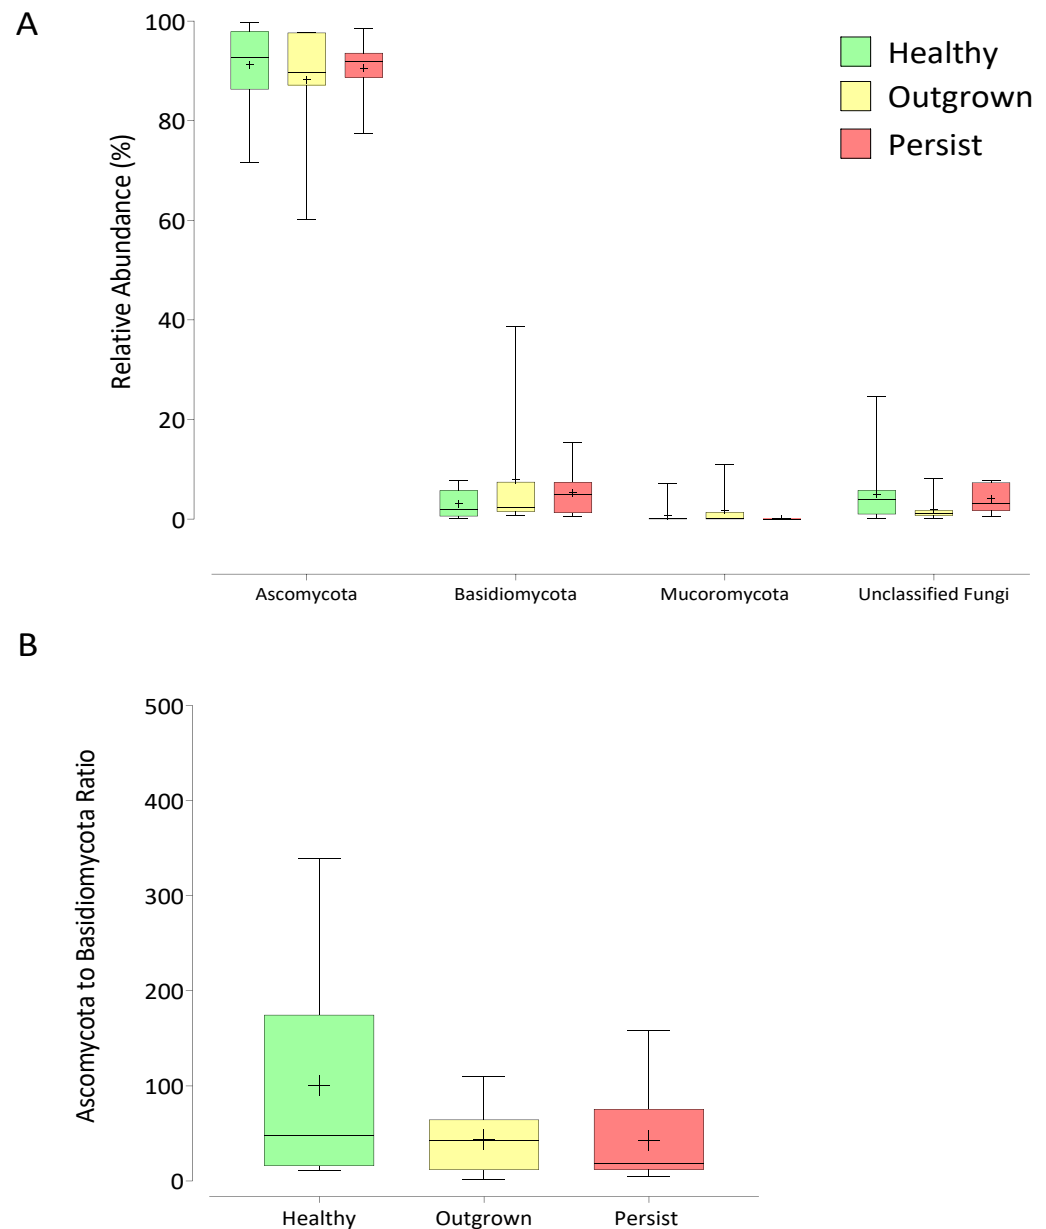 A
Relative Abundance (%)
100
80
60
40
20
0
Healthy
Outgrown
Persist
Ascomycota
Basidiomycota
Mucoromycota
Unclassified Fungi
B
Ascomycota to Basidiomycota Ratio
500
400
300
200
100
0
Healthy
Outgrown
Persist